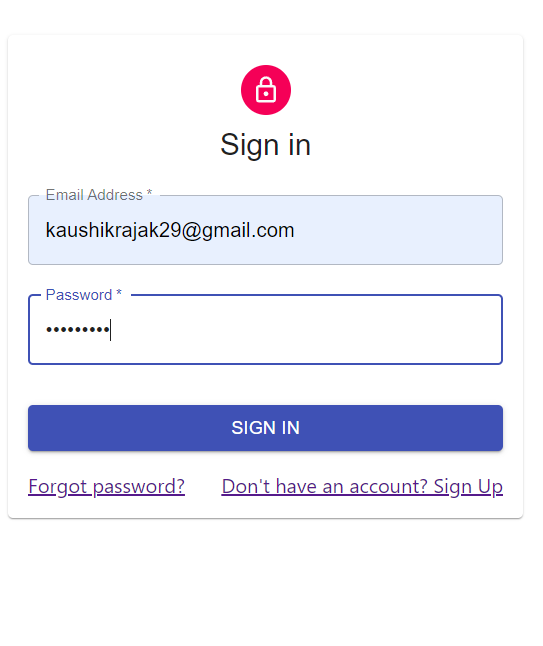 Sign in
Email Address *
kaushikrajak29@gmail.com
Password *
•••••••••
SIGN IN
Forgot password? Don't have an account? Sign Up